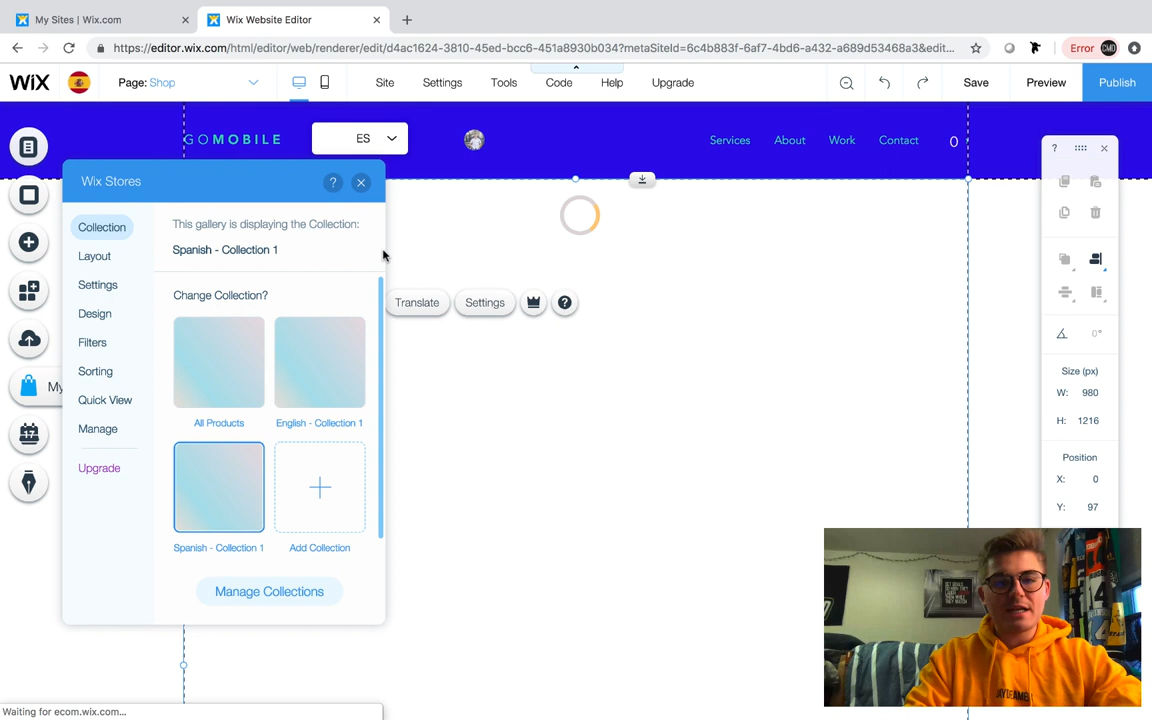 My Sites | Wix.com
Wix Website Editor
https://editor.wix.com/html/editor/web/renderer/edit/d4ac1624-3810-45ed-bcc6-451a8930b034?metaSiteId=6c4b883f-6af7-4bd6-a432-a689d53468a3&edit...
Error
CMD
WiX
Page: Shop
Site
Settings
Tools
Code
Help
Upgrade
Save
Preview
Publish
GOMOBILE
ES
Services
About
Work
Contact
0
Wix Stores
?
?
Collection
Layout
Settings
Design
Filters
Sorting
Quick View
Manage
Upgrade
My
17
This gallery is displaying the Collection:
Spanish - Collection 1
Change Collection?
All Products
English - Collection 1
Spanish - Collection 1
Add Collection
Manage Collections
Translate
Settings
?
0°
Size (px)
W: 980
H: 1216
Position
X: 0
Y: 97
Waiting for ecom.wix.com...